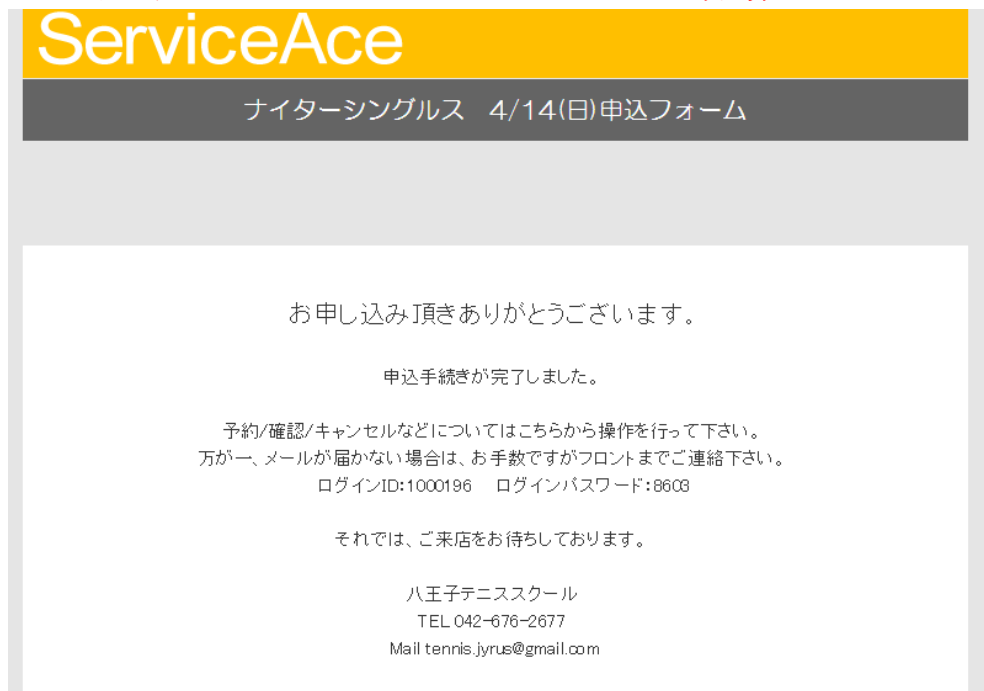 ServiceAce
ナイターシングルス　4/14(日)申込フォーム
お申し込み頂きありがとうございます。
申込手続きが完了しました。
予約/確認/キャンセルなどについてはこちらから操作を行って下さい。
万が一、メールが届かない場合は、お手数ですがフロントまでご連絡下さい。
ログインID:1000196　ログインパスワード:8603
それでは、ご来店をお待ちしております。
八王子テニススクール
TEL 042-676-2677
Mail tennis.jyrus@gmail.com